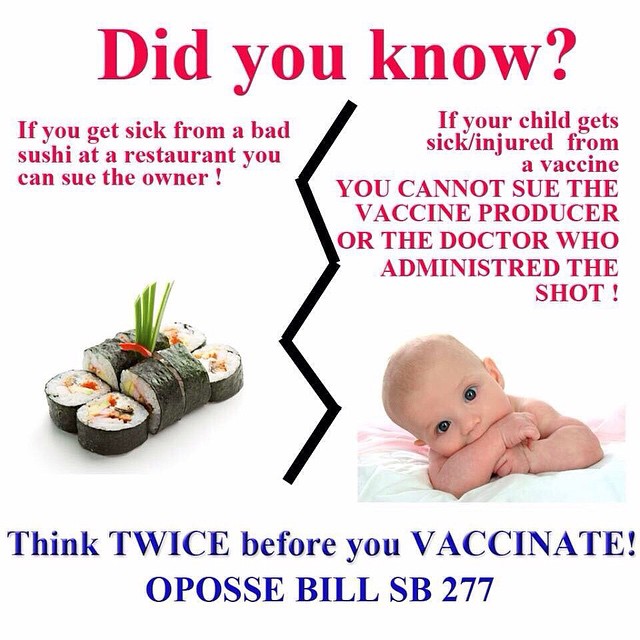 Did you know?
If you get sick from a bad
sushi at a restaurant you
can sue the owner !
If your child gets
sick/injured from
a vaccine
YOU CANNOT SUE THE
VACCINE PRODUCER
OR THE DOCTOR WHO
ADMINISTRED THE
SHOT !
Think TWICE before you VACCINATE!
OPOSSE BILL SB 277